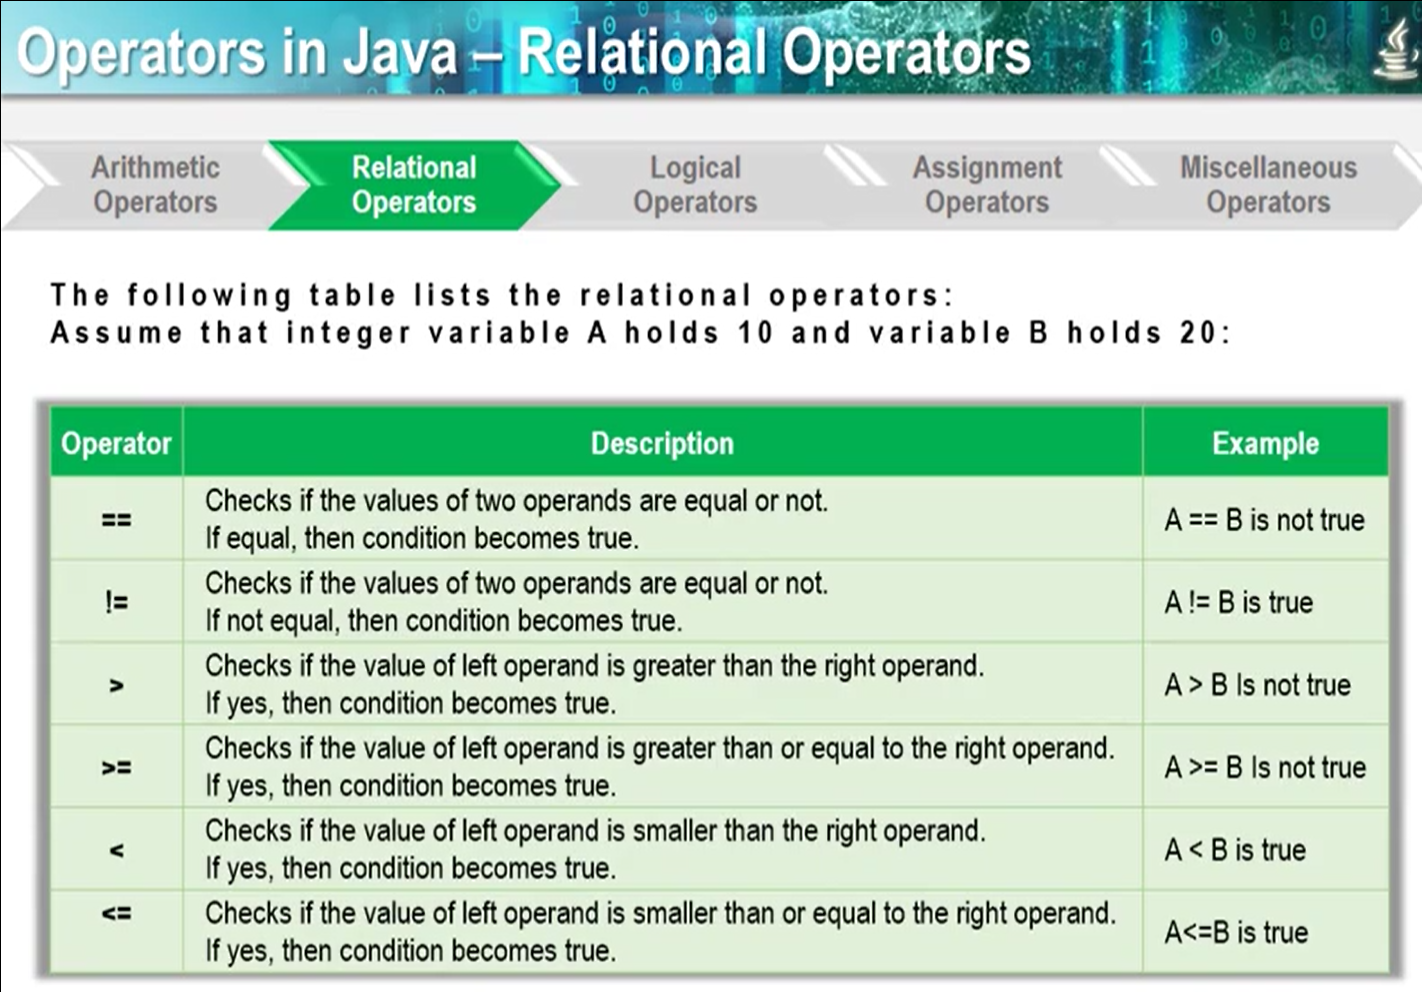 Operators in Java – Relational Operators
Arithmetic
Operators
Relational
Operators
Logical
Operators
Assignment
Operators
Miscellaneous
Operators
The following table lists the relational operators:
Assume that integer variable A holds 10 and variable B holds 20:
Operator
Description
Example
==
Checks if the values of two operands are equal or not.
If equal, then condition becomes true.
A == B is not true
!=
Checks if the values of two operands are equal or not.
If not equal, then condition becomes true.
A != B is true
>
Checks if the value of left operand is greater than the right operand.
If yes, then condition becomes true.
A > B Is not true
>=
Checks if the value of left operand is greater than or equal to the right operand.
If yes, then condition becomes true.
A >= B Is not true
<
Checks if the value of left operand is smaller than the right operand.
If yes, then condition becomes true.
A < B is true
<=
Checks if the value of left operand is smaller than or equal to the right operand.
If yes, then condition becomes true.
A<=B is true